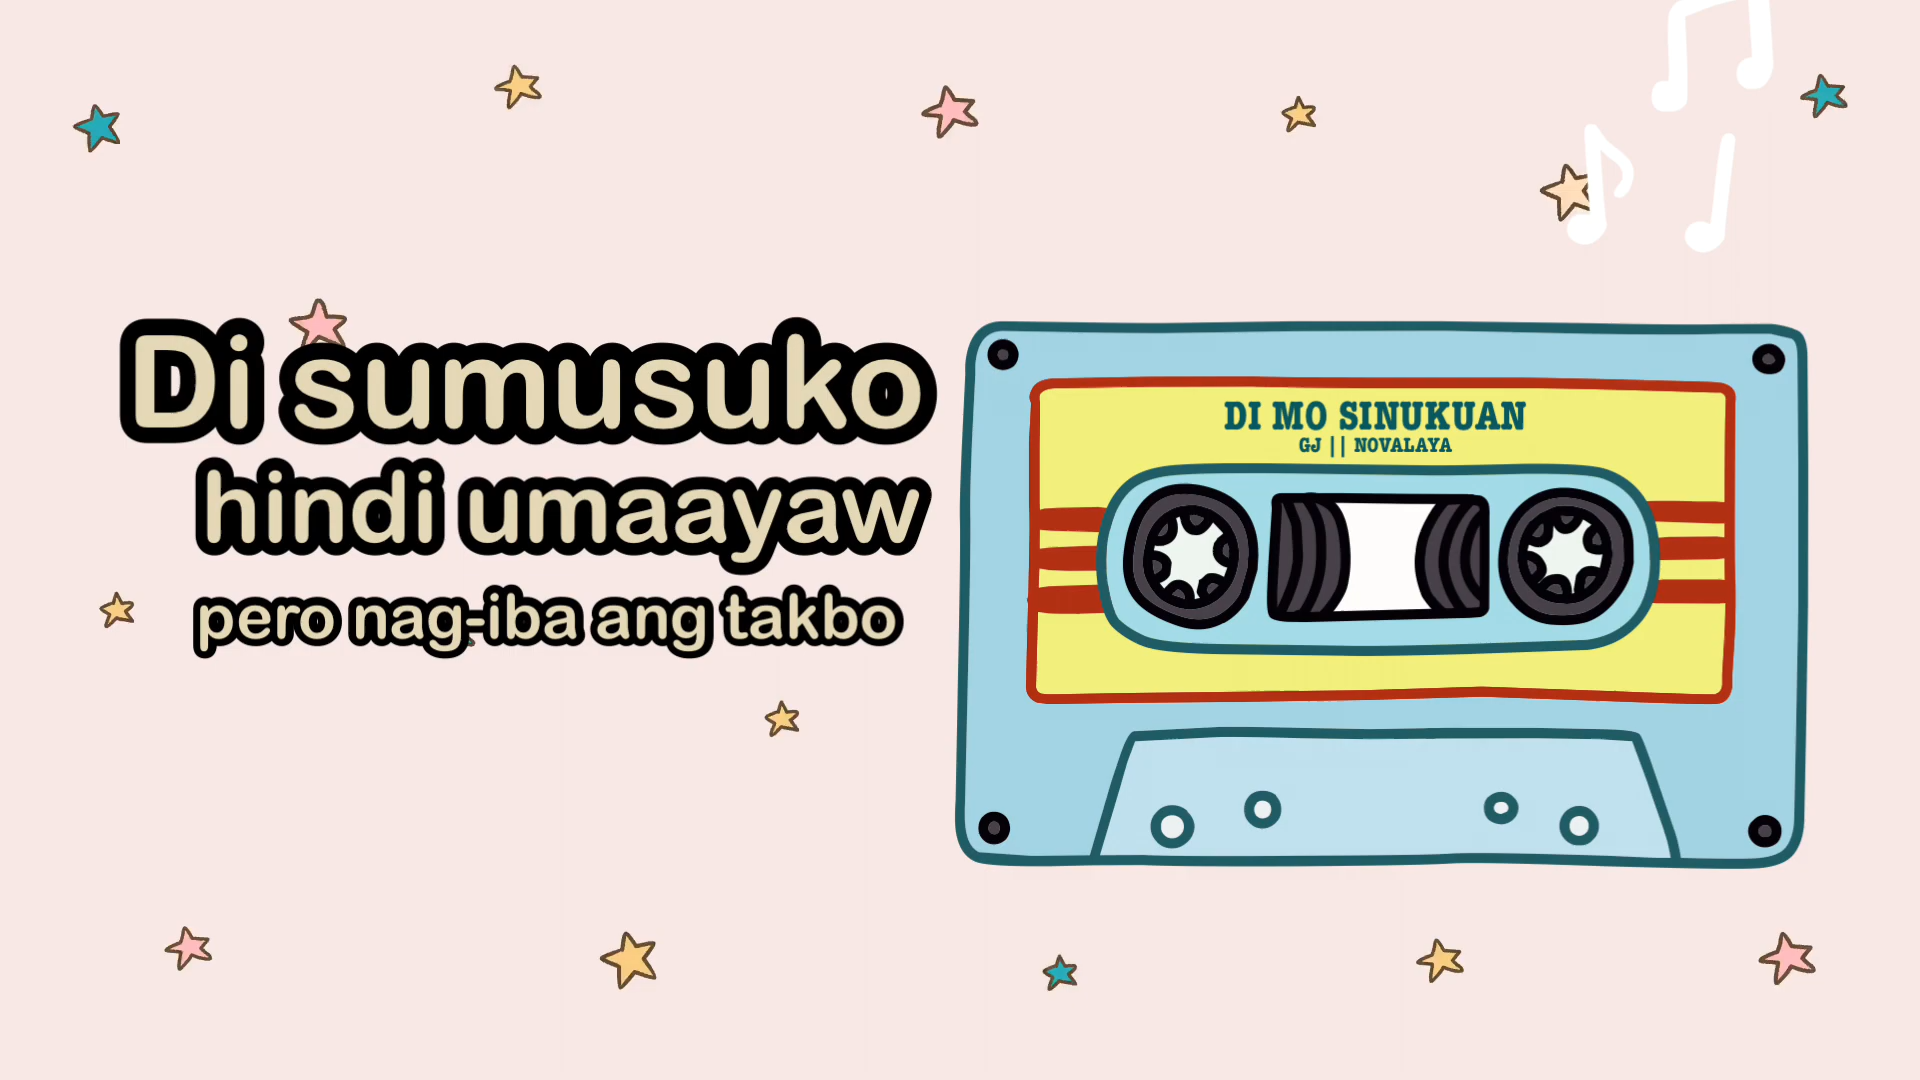 Di sumusuko
hindi umaayaw
pero nag-iba ang takbo
DI MO SINUKUAN
GJ || NOVALAYA